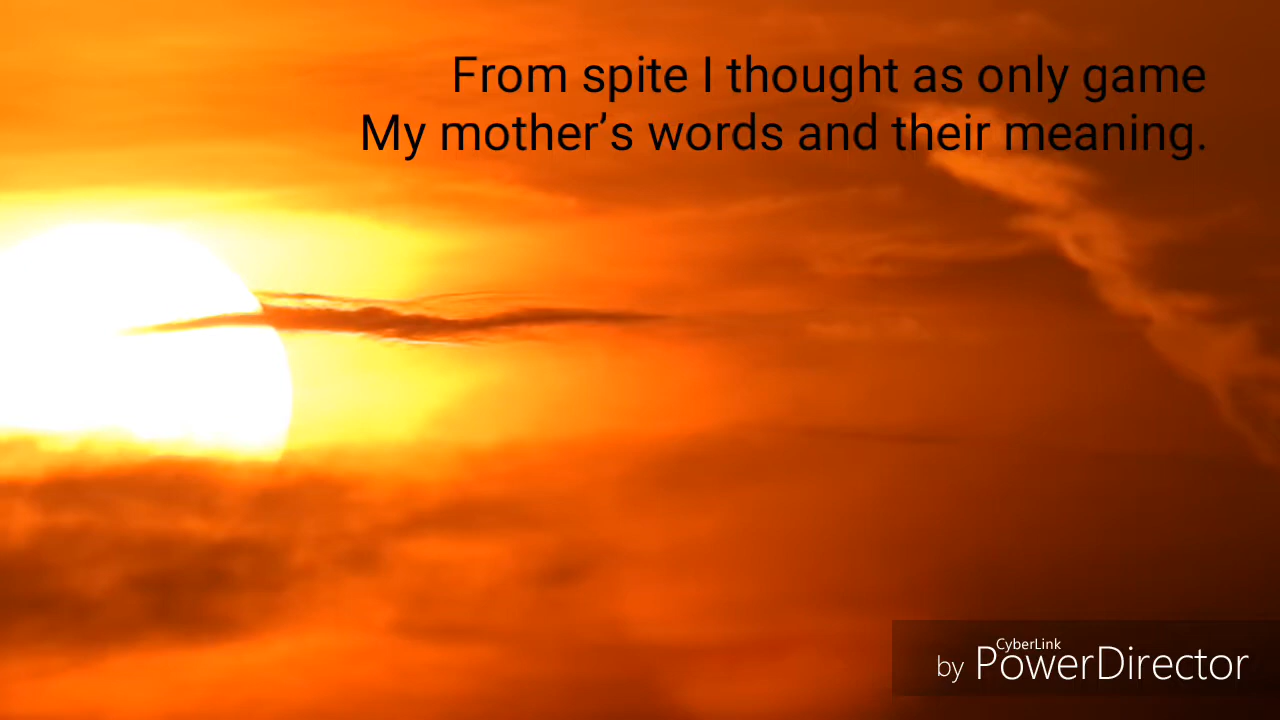 From spite I thought as only game
My mother’s words and their meaning.
by CyberLink PowerDirector